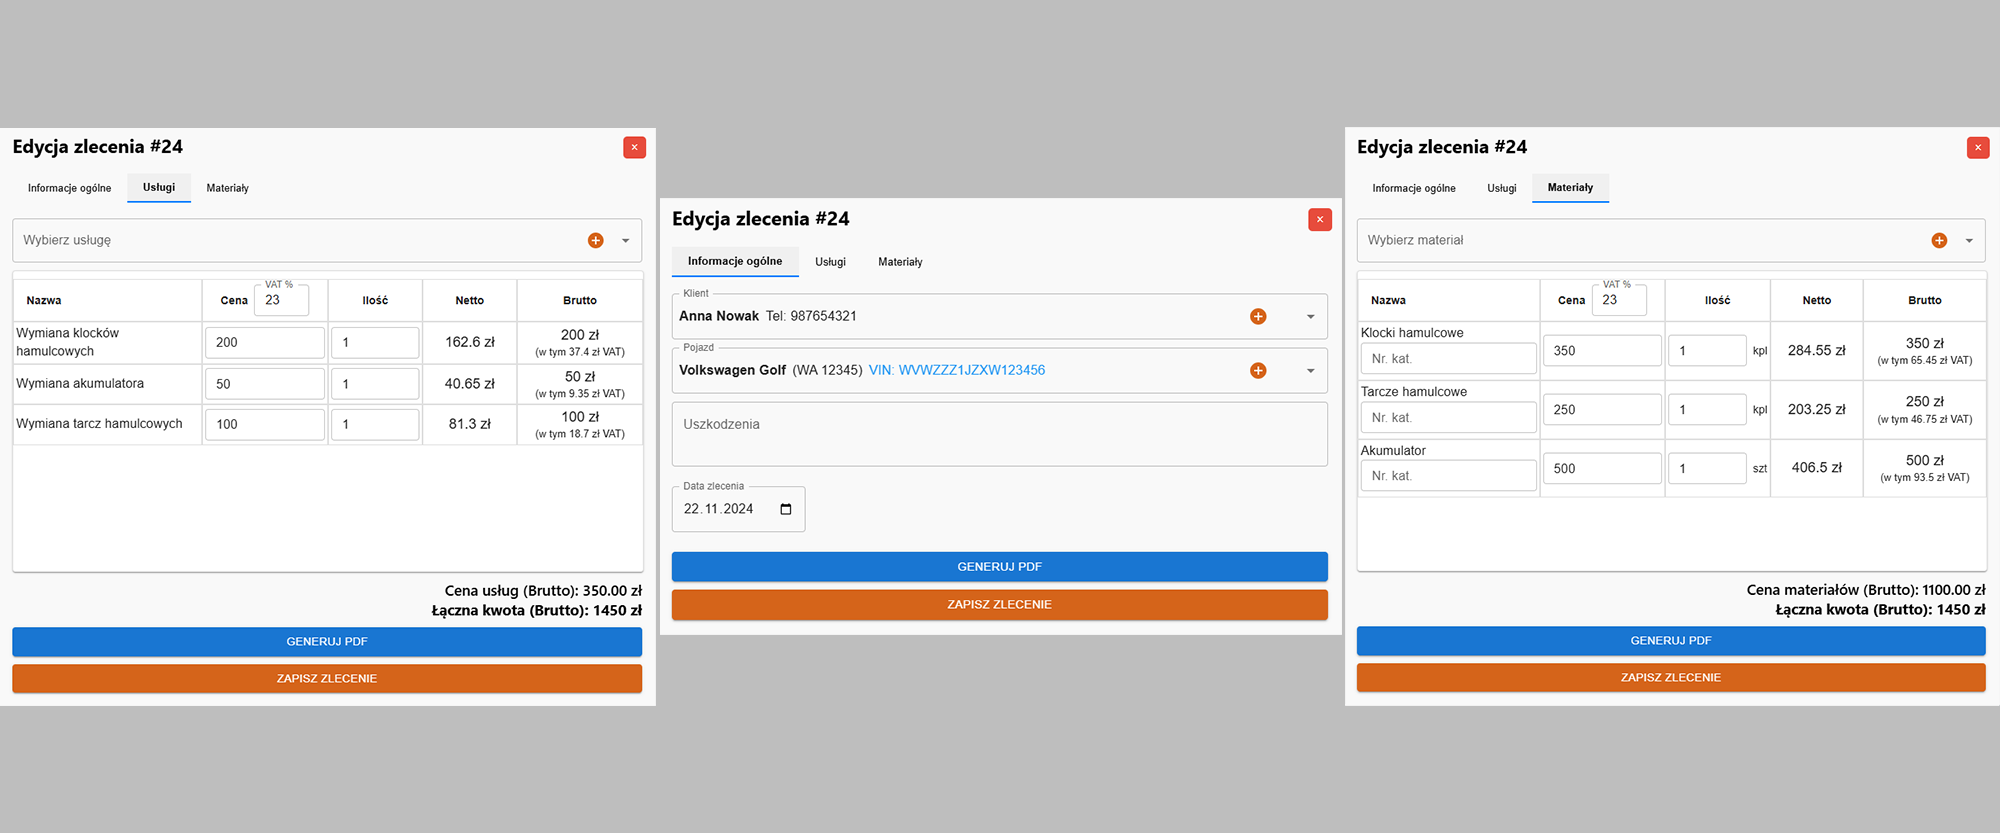 Edycja zlecenia #24
×
Informacje ogólne Usługi Materiały
Wybierz usługę
Nazwa Cena VAT % 23 Ilość Netto Brutto
Wymiana klocków
hamulcowych
200 1 162.6 zł 200 zł
(w tym 37.4 zł VAT)
Wymiana akumulatora 50 1 40.65 zł 50 zł
(w tym 9.35 zł VAT)
Wymiana tarcz hamulcowych 100 1 81.3 zł 100 zł
(w tym 18.7 zł VAT)
Cena usług (Brutto): 350.00 zł
Łączna kwota (Brutto): 1450 zł
GENERUJ PDF
ZAPISZ ZLECENIE
Edycja zlecenia #24
×
Informacje ogólne Usługi Materiały
Klient
Anna Nowak Tel: 987654321
Pojazd
Volkswagen Golf (WA 12345) VIN: WVWZZZ1JZXW123456
Uszkodzenia
Data zlecenia
22.11.2024
GENERUJ PDF
ZAPISZ ZLECENIE
Edycja zlecenia #24
×
Informacje ogólne Usługi Materiały
Wybierz materiał
Nazwa Cena VAT % 23 Ilość Netto Brutto
Klocki hamulcowe
Nr. kat. 350 1 kpl 284.55 zł 350 zł
(w tym 65.45 zł VAT)
Tarcze hamulcowe
Nr. kat. 250 1 kpl 203.25 zł 250 zł
(w tym 46.75 zł VAT)
Akumulator
Nr. kat. 500 1 szt 406.5 zł 500 zł
(w tym 93.5 zł VAT)
Cena materiałów (Brutto): 1100.00 zł
Łączna kwota (Brutto): 1450 zł
GENERUJ PDF
ZAPISZ ZLECENIE